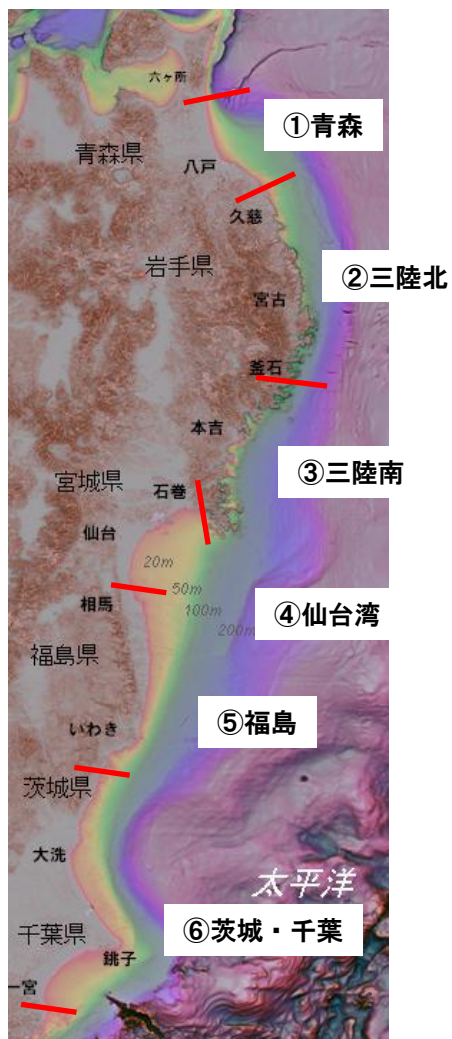 六ヶ所
①青森
青森県
八戸
久慈
岩手県
②三陸北
宮古
釜石
本吉
③三陸南
宮城県
石巻
仙台
20m
50m
相馬
100m
④仙台湾
200m
福島県
⑤福島
いわき
茨城県
大洗
太平洋
⑥茨城・千葉
千葉県
銚子
一宮